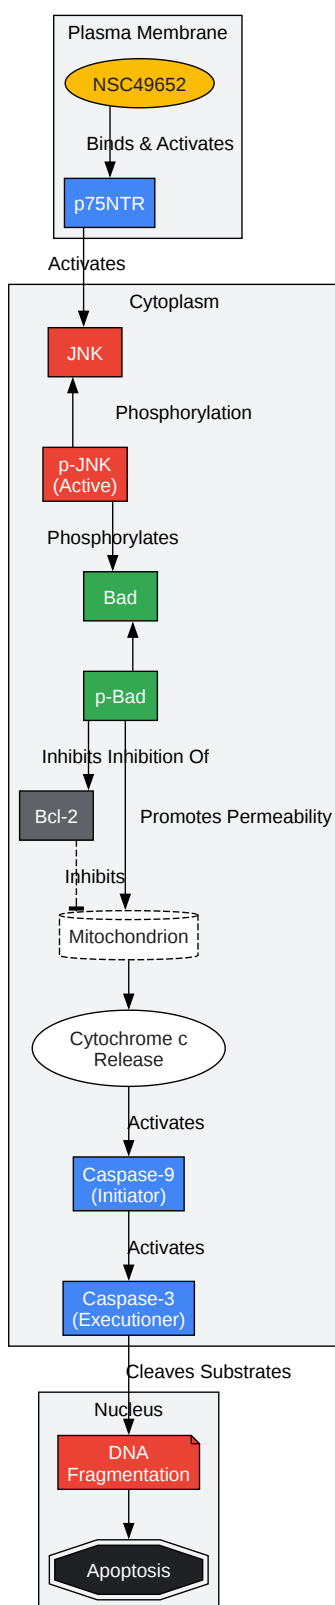 Plasma Membrane
NSC49652
Binds & Activates
p75NTR
Activates
Cytoplasm
JNK
Phosphorylation
p-JNK
(Active)
Phosphorylates
Bad
p-Bad
Inhibits Inhibition Of
Bcl-2
Promotes Permeability
Inhibits
Mitochondrion
Cytochrome c
Release
Activates
Caspase-9
(Initiator)
Activates
Caspase-3
(Executioner)
Cleaves Substrates
Nucleus
DNA
Fragmentation
Apoptosis